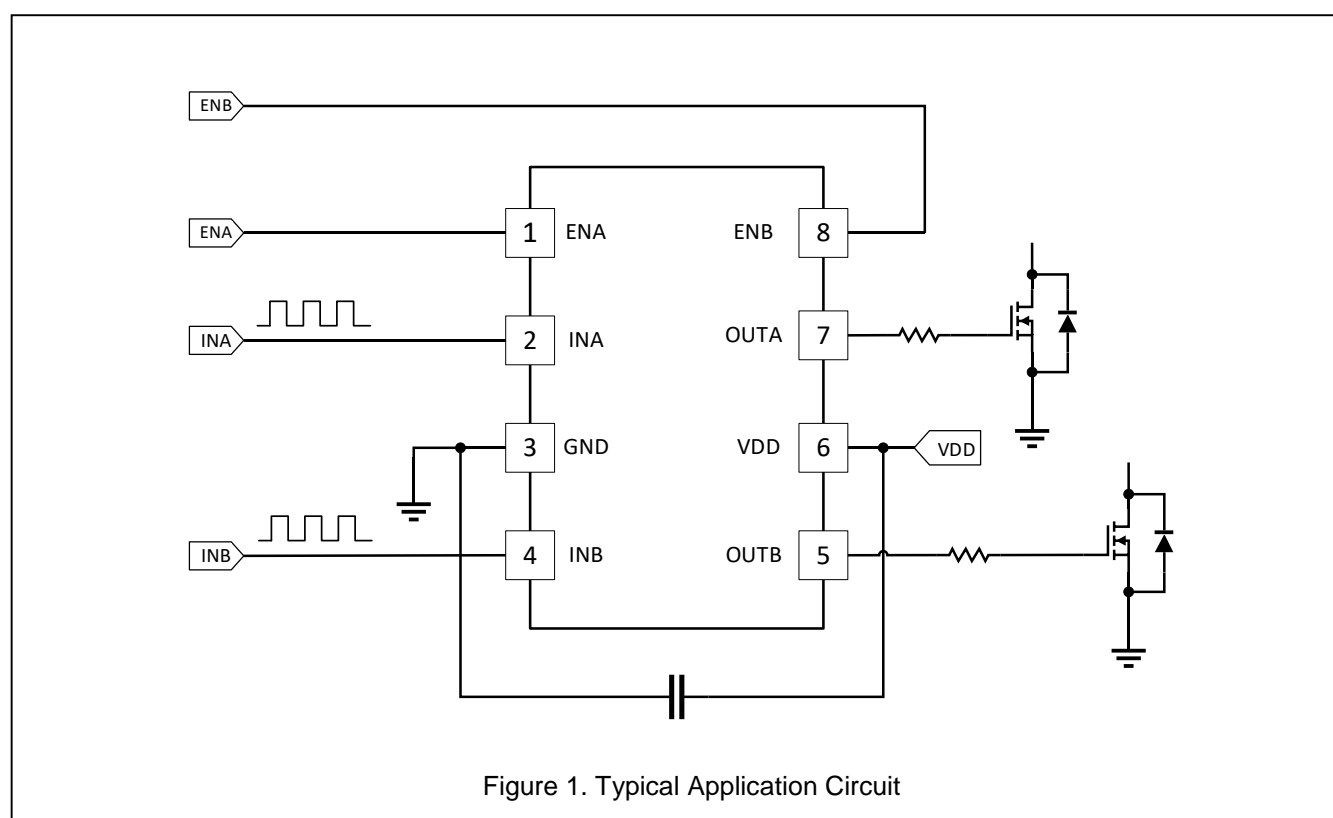 ENB
ENA
1 ENA
ENB 8
INA
2 INA
OUTA 7
3 GND
VDD 6
VDD
INB
4 INB
OUTB 5
Figure 1. Typical Application Circuit